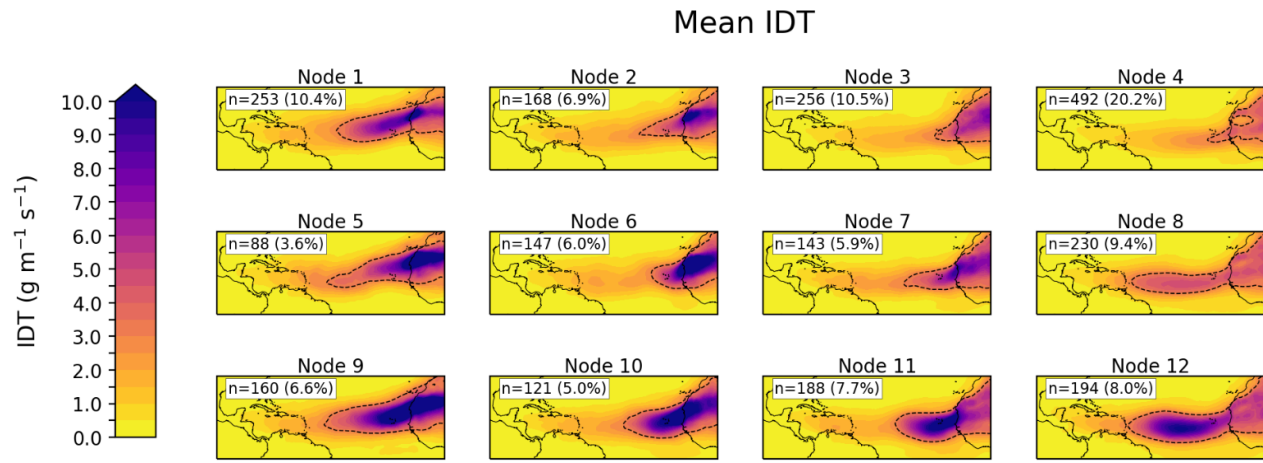 Mean IDT
IDT (g m⁻¹ s⁻¹)
10.0
9.0
8.0
7.0
6.0
5.0
4.0
3.0
2.0
1.0
0.0
Node 1
n=253 (10.4%)
Node 2
n=168 (6.9%)
Node 3
n=256 (10.5%)
Node 4
n=492 (20.2%)
Node 5
n=88 (3.6%)
Node 6
n=147 (6.0%)
Node 7
n=143 (5.9%)
Node 8
n=230 (9.4%)
Node 9
n=160 (6.6%)
Node 10
n=121 (5.0%)
Node 11
n=188 (7.7%)
Node 12
n=194 (8.0%)